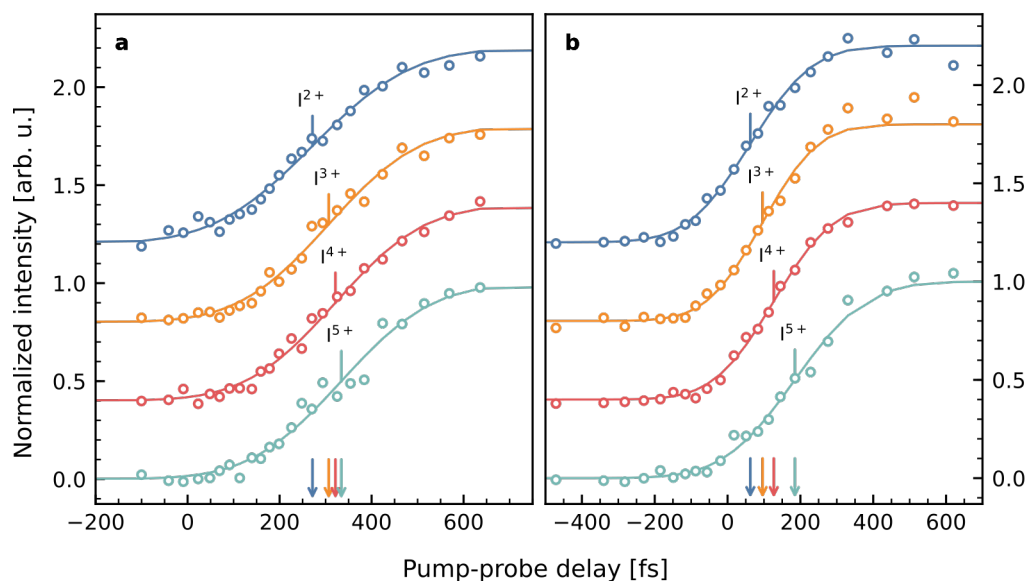 a
b
Normalized intensity [arb. u.]
2.0
1.5
1.0
0.5
0.0
I2+
I3+
I4+
I5+
−200
0
200
400
600
I2+
I3+
I4+
I5+
−400
−200
0
200
400
600
2.0
1.5
1.0
0.5
0.0
Pump-probe delay [fs]